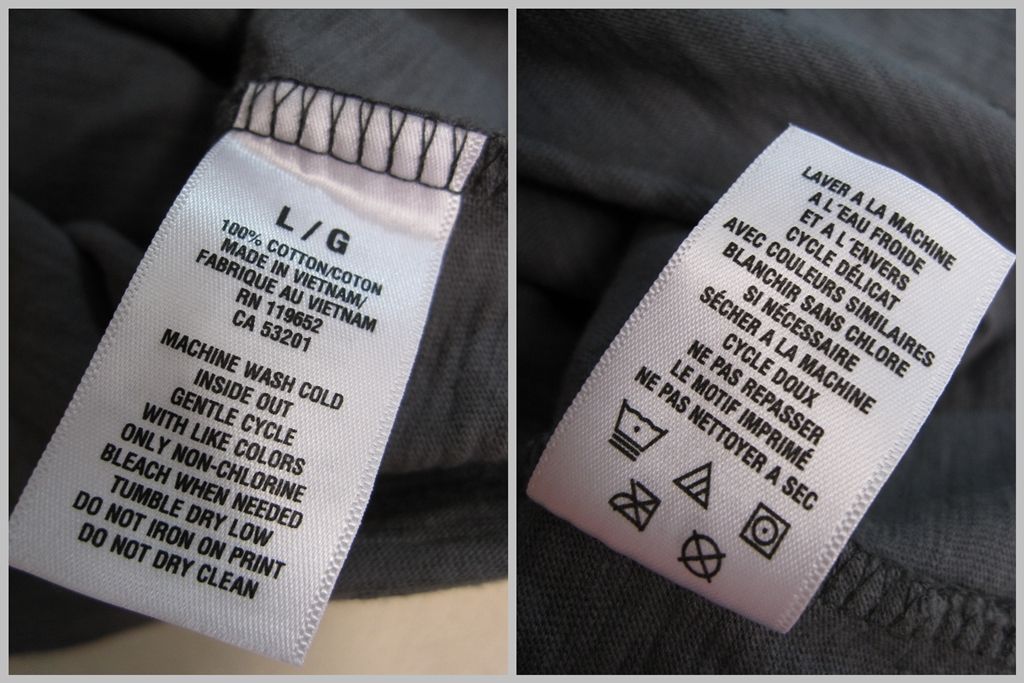 L / G
100% COTTON/COTON
MADE IN VIETNAM/
FABRIQUE AU VIETNAM
RN 119652
CA 53201
MACHINE WASH COLD
INSIDE OUT
GENTLE CYCLE
WITH LIKE COLORS
ONLY NON-CHLORINE
BLEACH WHEN NEEDED
TUMBLE DRY LOW
DO NOT IRON ON PRINT
DO NOT DRY CLEAN
LAVER A LA MACHINE
A L'EAU FROIDE
ET A L'ENVERS
CYCLE DÉLICAT
AVEC COULEURS SIMILAIRES
BLANCHIR SANS CHLORE
SI NÉCESSAIRE
SÉCHER A LA MACHINE
CYCLE DOUX
NE PAS REPASSER
LE MOTIF IMPRIMÉ
NE PAS NETTOYER A SEC